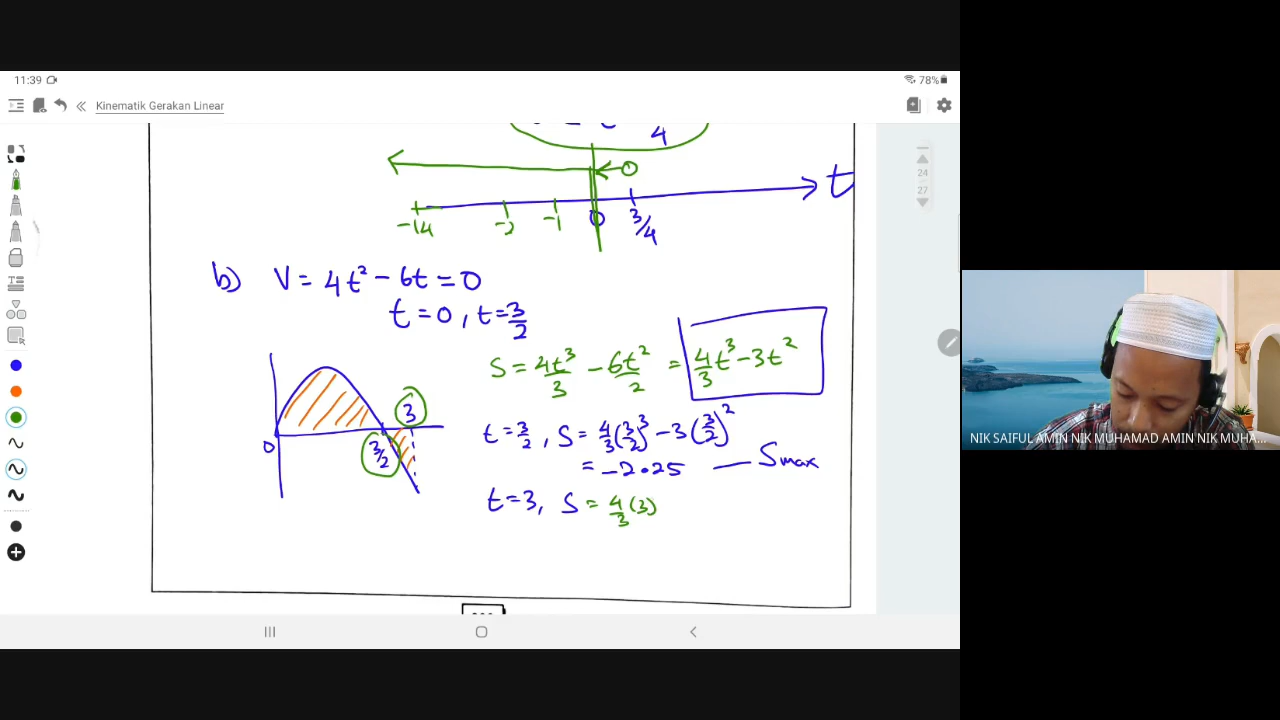 11:39 78%
Kinematik Gerakan Linear
4
24
27
t
-14 -2 -1 0 3/4
b) V = 4t² - 6t = 0
t = 0, t = 3/2
S = 4t³/3 - 6t²/2 = 4/3 t³ - 3t²
0 3/2 3
t = 3/2, S = 4/3 (3/2)³ - 3(3/2)²
= -2.25 — Smax
t = 3, S = 4/3 (3)
NIK SAIFUL AMIN NIK MUHAMAD AMIN NIK MUHA...